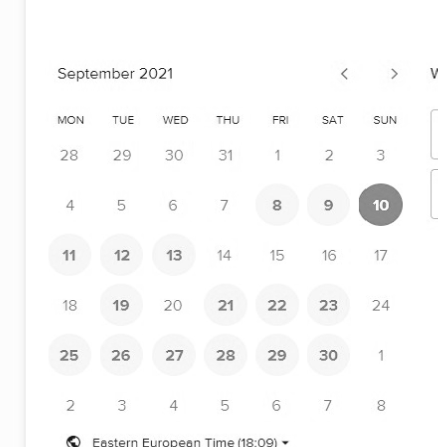 September 2021
MON TUE WED THU FRI SAT SUN
28 29 30 31 1 2 3
4 5 6 7 8 9 10
11 12 13 14 15 16 17
18 19 20 21 22 23 24
25 26 27 28 29 30 1
2 3 4 5 6 7 8
Eastern European Time (18:09)